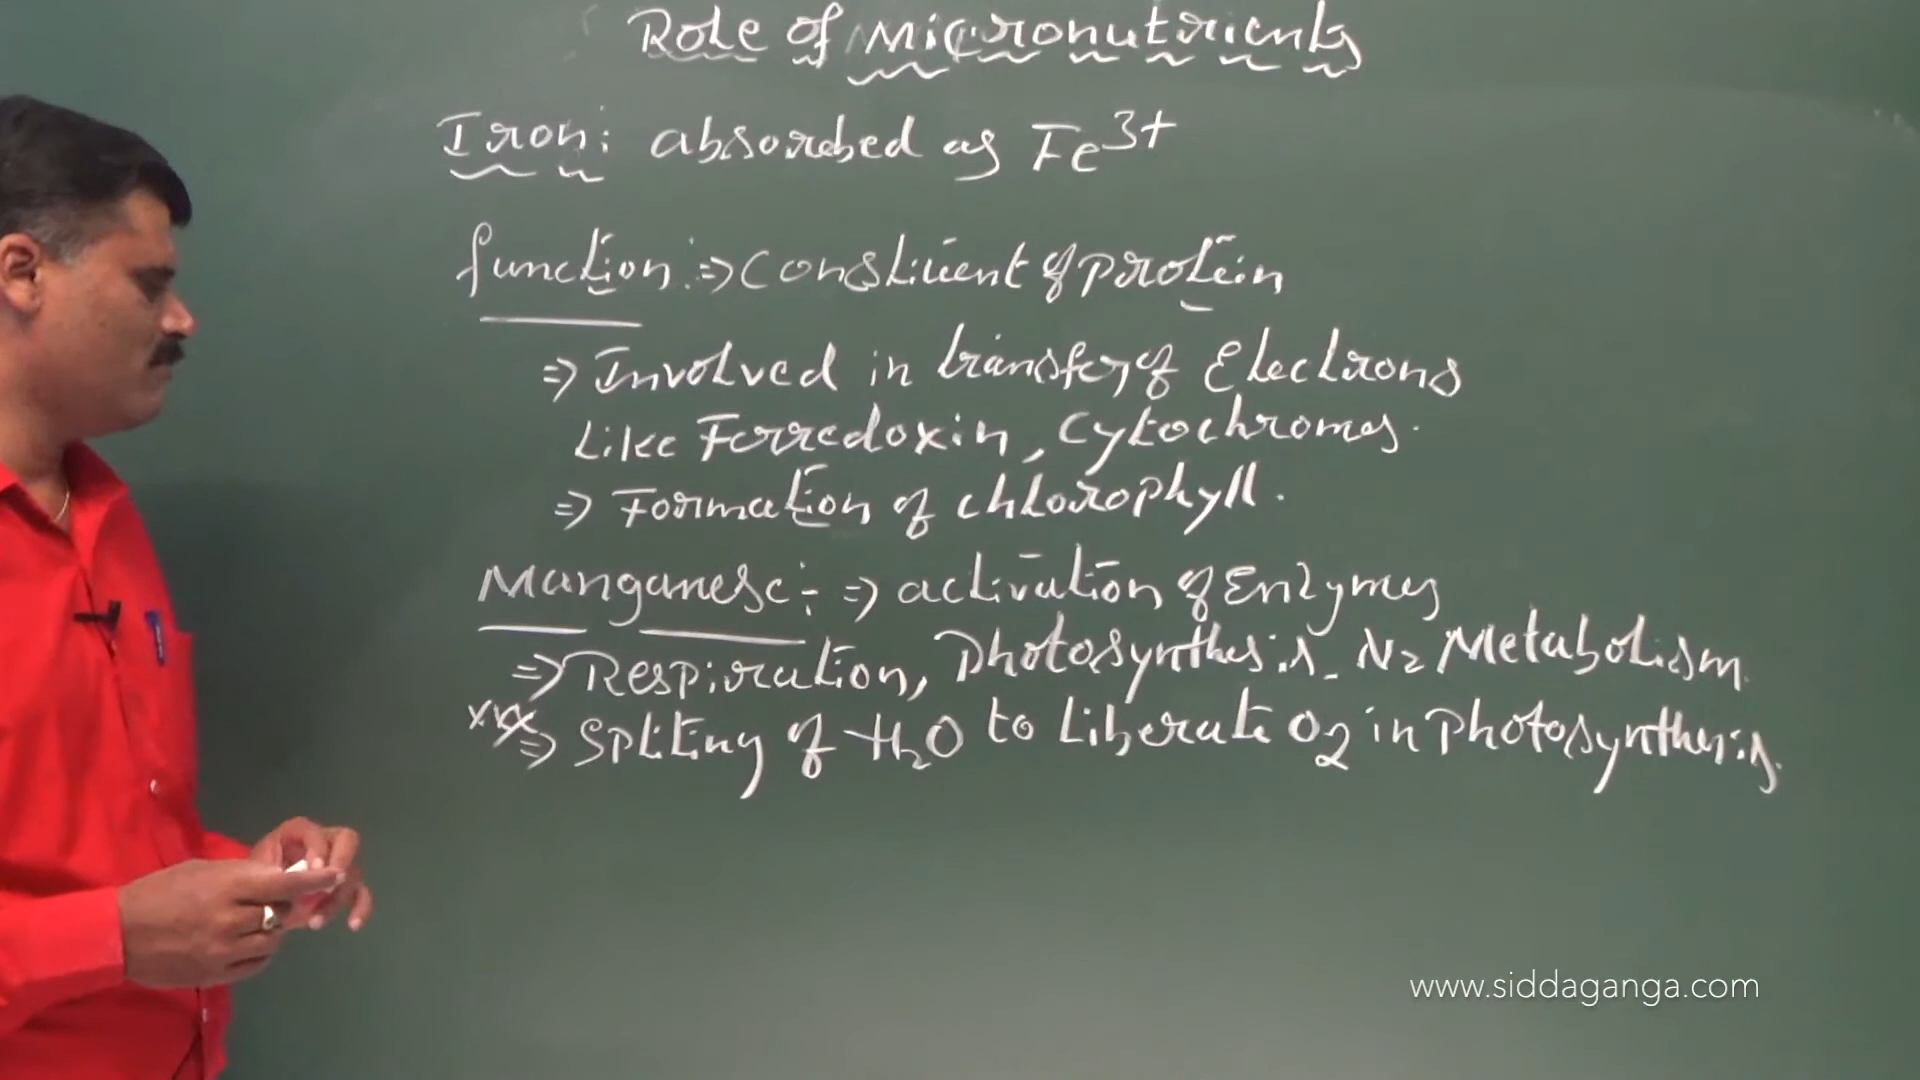 Role of Micronutrients
Iron: absorbed as Fe³⁺
function :⇒ Constituent of protein
⇒ Involved in transfer of Electrons
Like Ferredoxin, Cytochromes.
⇒ Formation of chlorophyll.
Manganese:- ⇒ activation of Enzymes
⇒ Respiration, Photosynthesis. N₂ Metabolism.
xxx ⇒ Spliting of H₂O to Liberate O₂ in Photosynthesis.
www.siddaganga.com